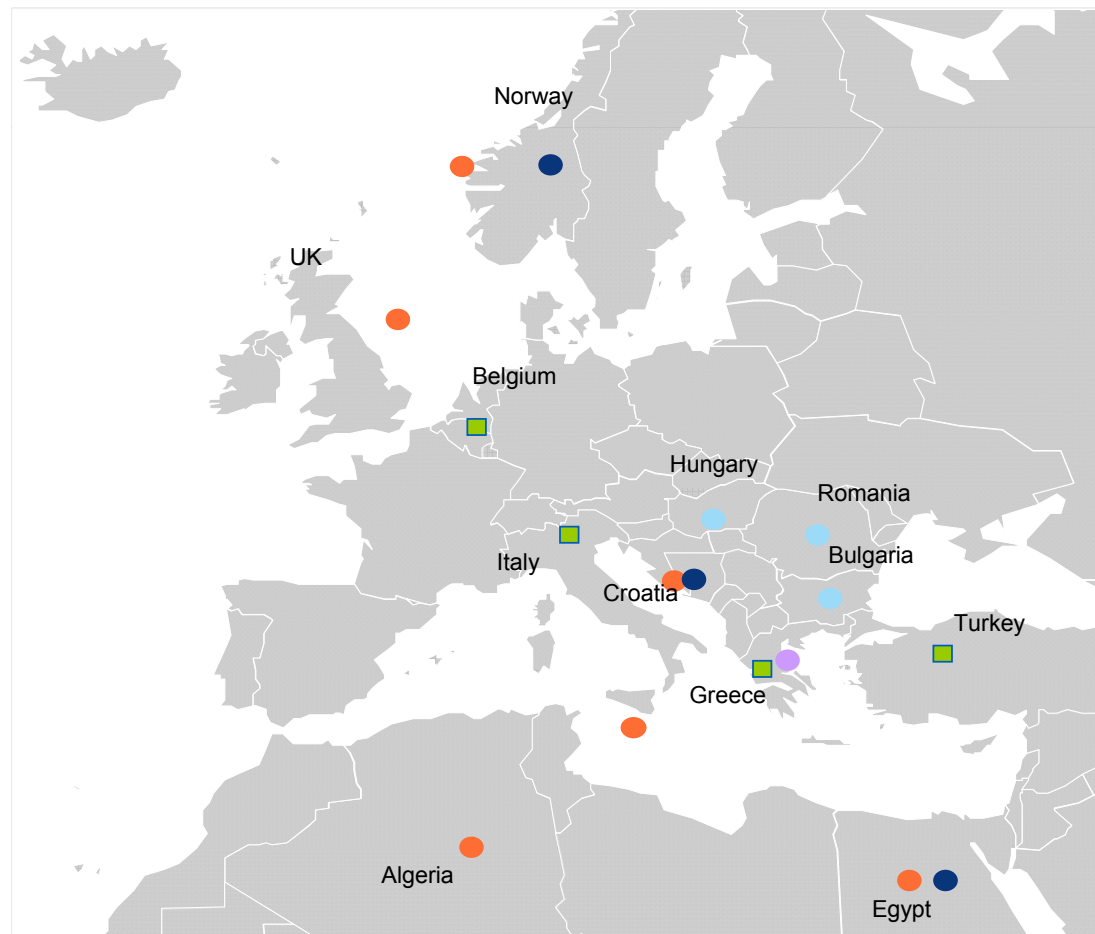 Norway
UK
Belgium
Hungary
Romania
Bulgaria
Italy
Croatia
Turkey
Greece
Algeria
Egypt